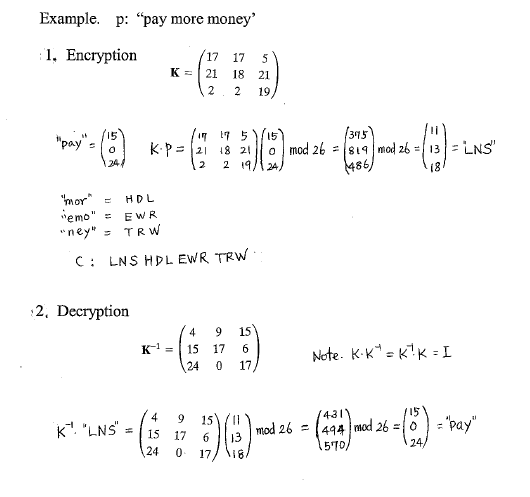 Example. p: “pay more money’
1, Encryption
K = (17 17 5
21 18 21
2 2 19)
"pay" = (15
0
24) K·P = (17 17 5
21 18 21
2 2 19) (15
0
24) mod 26 = (375
819
486) mod 26 = (11
13
18) = "LNS"
"mor" = HDL
"emo" = EWR
"ney" = TRW
C : LNS HDL EWR TRW
2, Decryption
K⁻¹ = (4 9 15
15 17 6
24 0 17) Note. K·K⁻¹ = K⁻¹·K = I
K⁻¹. "LNS" = (4 9 15
15 17 6
24 0 17) (11
13
18) mod 26 = (431
494
570) mod 26 = (15
0
24) = "pay"